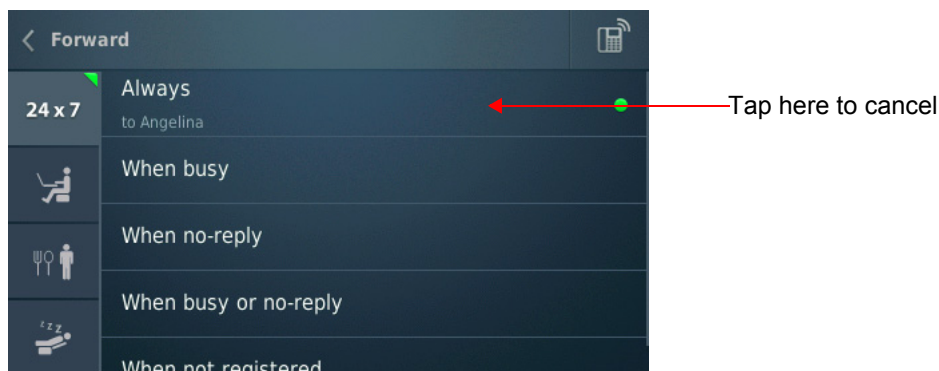 Forward
24 x 7
Always
to Angelina
Tap here to cancel
When busy
When no-reply
When busy or no-reply
zzz
When not registered